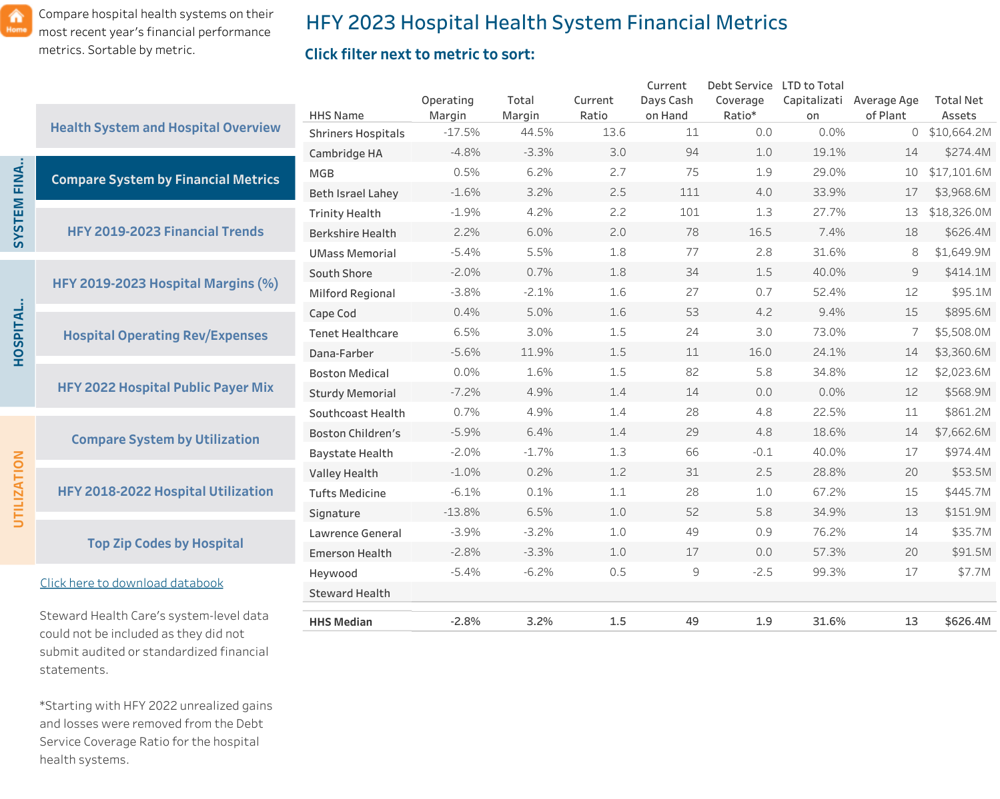 Home
Compare hospital health systems on their
most recent year's financial performance
metrics. Sortable by metric.
HFY 2023 Hospital Health System Financial Metrics
Click filter next to metric to sort:
SYSTEM FINA..
HOSPITAL..
UTILIZATION
Health System and Hospital Overview
Compare System by Financial Metrics
HFY 2019-2023 Financial Trends
HFY 2019-2023 Hospital Margins (%)
Hospital Operating Rev/Expenses
HFY 2022 Hospital Public Payer Mix
Compare System by Utilization
HFY 2018-2022 Hospital Utilization
Top Zip Codes by Hospital
Click here to download databook
Steward Health Care's system-level data
could not be included as they did not
submit audited or standardized financial
statements.
*Starting with HFY 2022 unrealized gains
and losses were removed from the Debt
Service Coverage Ratio for the hospital
health systems.
Current Debt Service LTD to Total
Operating Total Current Days Cash Coverage Capitalizati Average Age Total Net
HHS Name Margin Margin Ratio on Hand Ratio* on of Plant Assets
Shriners Hospitals -17.5% 44.5% 13.6 11 0.0 0.0% 0 $10,664.2M
Cambridge HA -4.8% -3.3% 3.0 94 1.0 19.1% 14 $274.4M
MGB 0.5% 6.2% 2.7 75 1.9 29.0% 10 $17,101.6M
Beth Israel Lahey -1.6% 3.2% 2.5 111 4.0 33.9% 17 $3,968.6M
Trinity Health -1.9% 4.2% 2.2 101 1.3 27.7% 13 $18,326.0M
Berkshire Health 2.2% 6.0% 2.0 78 16.5 7.4% 18 $626.4M
UMass Memorial -5.4% 5.5% 1.8 77 2.8 31.6% 8 $1,649.9M
South Shore -2.0% 0.7% 1.8 34 1.5 40.0% 9 $414.1M
Milford Regional -3.8% -2.1% 1.6 27 0.7 52.4% 12 $95.1M
Cape Cod 0.4% 5.0% 1.6 53 4.2 9.4% 15 $895.6M
Tenet Healthcare 6.5% 3.0% 1.5 24 3.0 73.0% 7 $5,508.0M
Dana-Farber -5.6% 11.9% 1.5 11 16.0 24.1% 14 $3,360.6M
Boston Medical 0.0% 1.6% 1.5 82 5.8 34.8% 12 $2,023.6M
Sturdy Memorial -7.2% 4.9% 1.4 14 0.0 0.0% 12 $568.9M
Southcoast Health 0.7% 4.9% 1.4 28 4.8 22.5% 11 $861.2M
Boston Children's -5.9% 6.4% 1.4 29 4.8 18.6% 14 $7,662.6M
Baystate Health -2.0% -1.7% 1.3 66 -0.1 40.0% 17 $974.4M
Valley Health -1.0% 0.2% 1.2 31 2.5 28.8% 20 $53.5M
Tufts Medicine -6.1% 0.1% 1.1 28 1.0 67.2% 15 $445.7M
Signature -13.8% 6.5% 1.0 52 5.8 34.9% 13 $151.9M
Lawrence General -3.9% -3.2% 1.0 49 0.9 76.2% 14 $35.7M
Emerson Health -2.8% -3.3% 1.0 17 0.0 57.3% 20 $91.5M
Heywood -5.4% -6.2% 0.5 9 -2.5 99.3% 17 $7.7M
Steward Health
HHS Median -2.8% 3.2% 1.5 49 1.9 31.6% 13 $626.4M